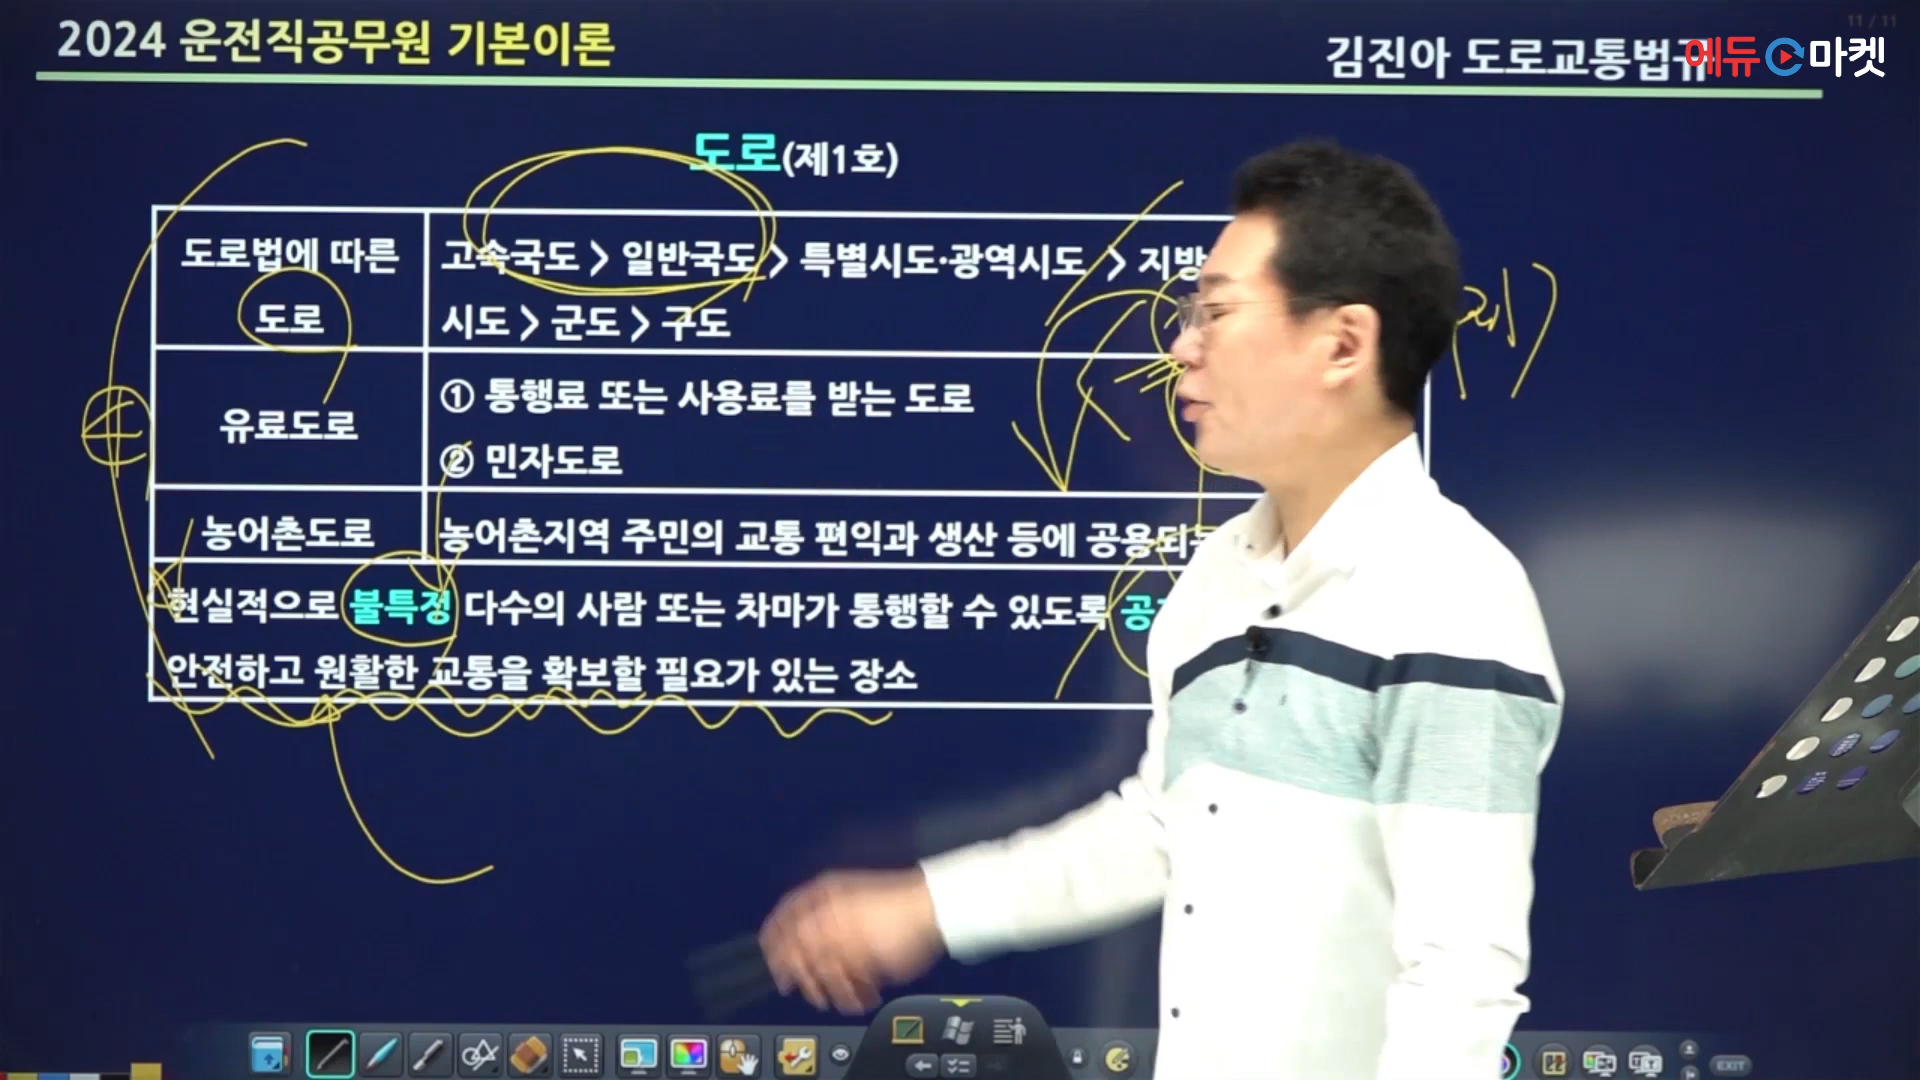 2024 운전직공무원 기본이론
김진아 도로교통법규
에듀 마켓
11 / 11
도로(제1호)
도로법에 따른
도로
고속국도 > 일반국도 > 특별시도·광역시도 > 지방
시도 > 군도 > 구도
유료도로
① 통행료 또는 사용료를 받는 도로
② 민자도로
농어촌도로
농어촌지역 주민의 교통 편익과 생산 등에 공용되는
현실적으로 불특정 다수의 사람 또는 차마가 통행할 수 있도록 공
안전하고 원활한 교통을 확보할 필요가 있는 장소
EXIT